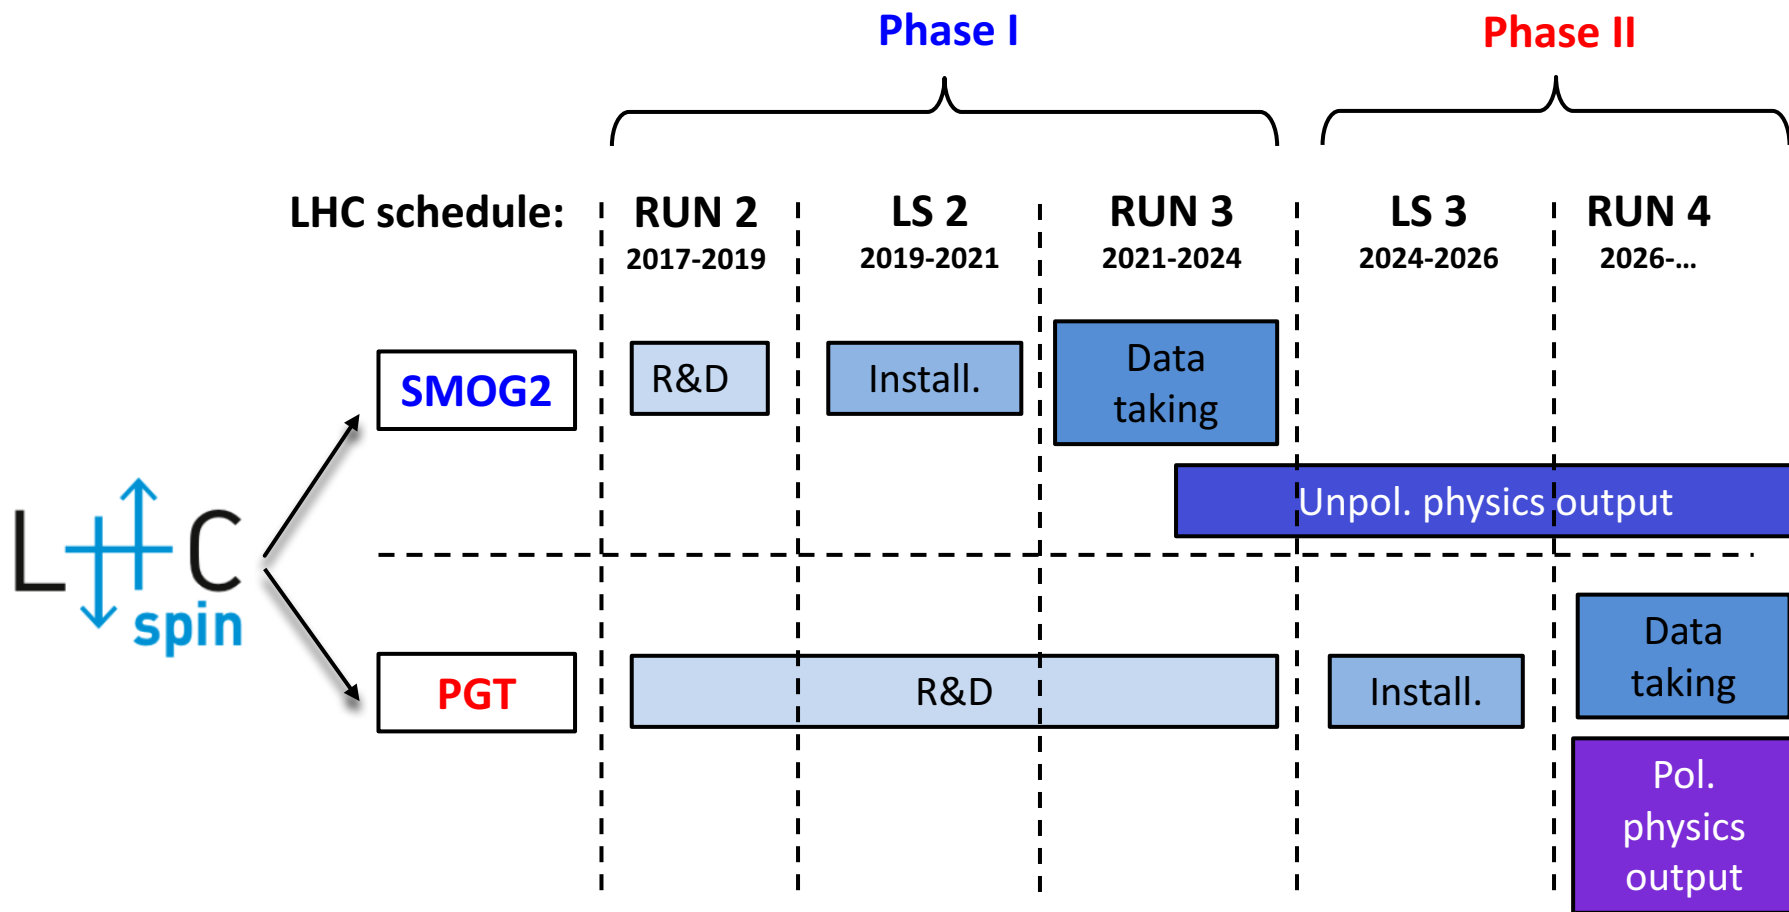 Phase I
Phase II
LHC schedule:
RUN 2
2017-2019
LS 2
2019-2021
RUN 3
2021-2024
LS 3
2024-2026
RUN 4
2026-...
SMOG2
R&D
Install.
Data
taking
Unpol. physics output
LHC
spin
PGT
R&D
Install.
Data
taking
Pol.
physics
output